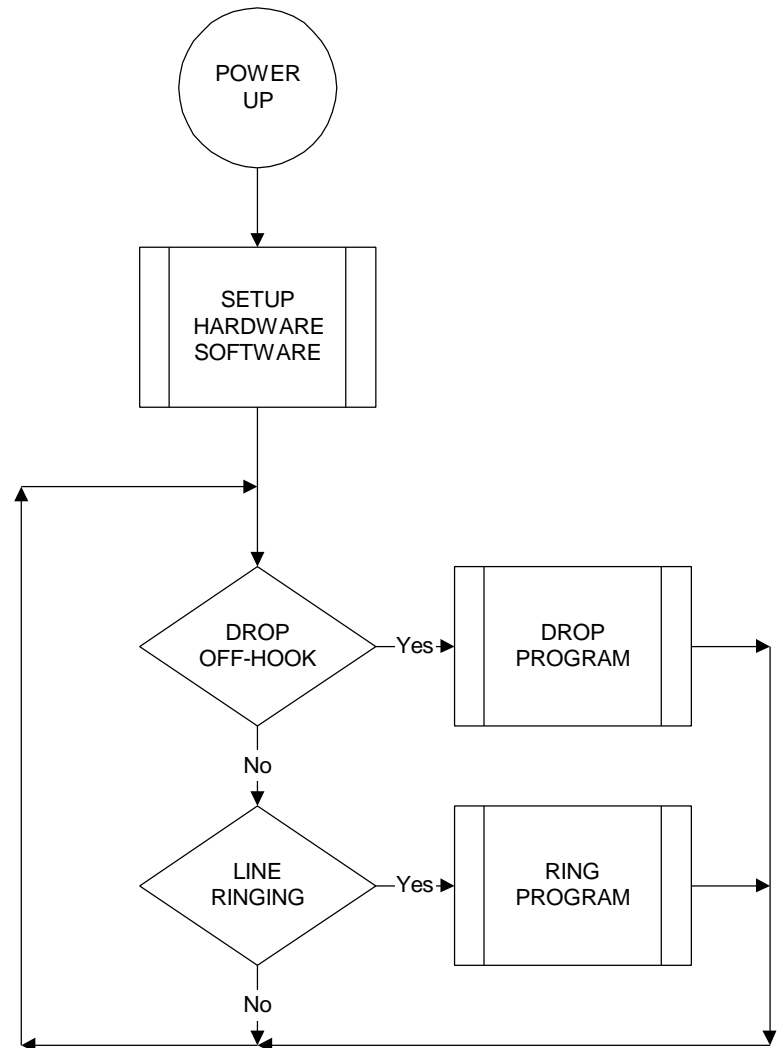 POWER
UP
SETUP
HARDWARE
SOFTWARE
DROP
OFF-HOOK
Yes
DROP
PROGRAM
No
LINE
RINGING
Yes
RING
PROGRAM
No